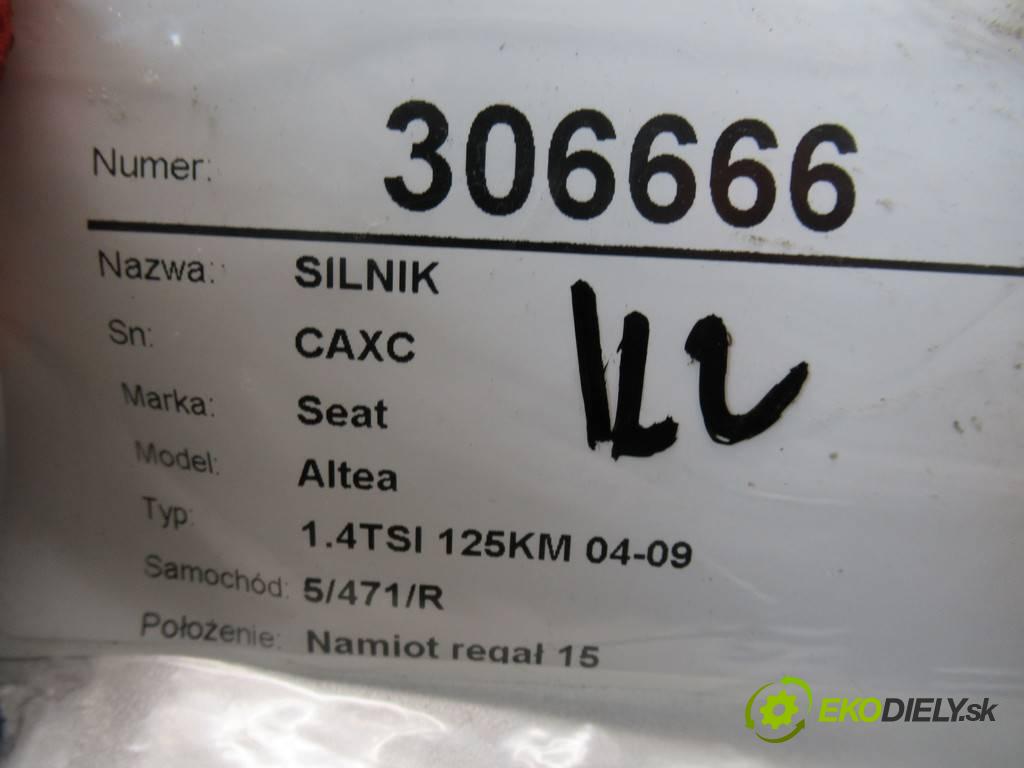 Numer: 306666
Nazwa: SILNIK
Sn: CAXC
Marka: Seat
Model: Altea
Typ: 1.4TSI 125KM 04-09
Samochód: 5/471/R
Położenie: Namiot regał 15
EKODIELY.sk